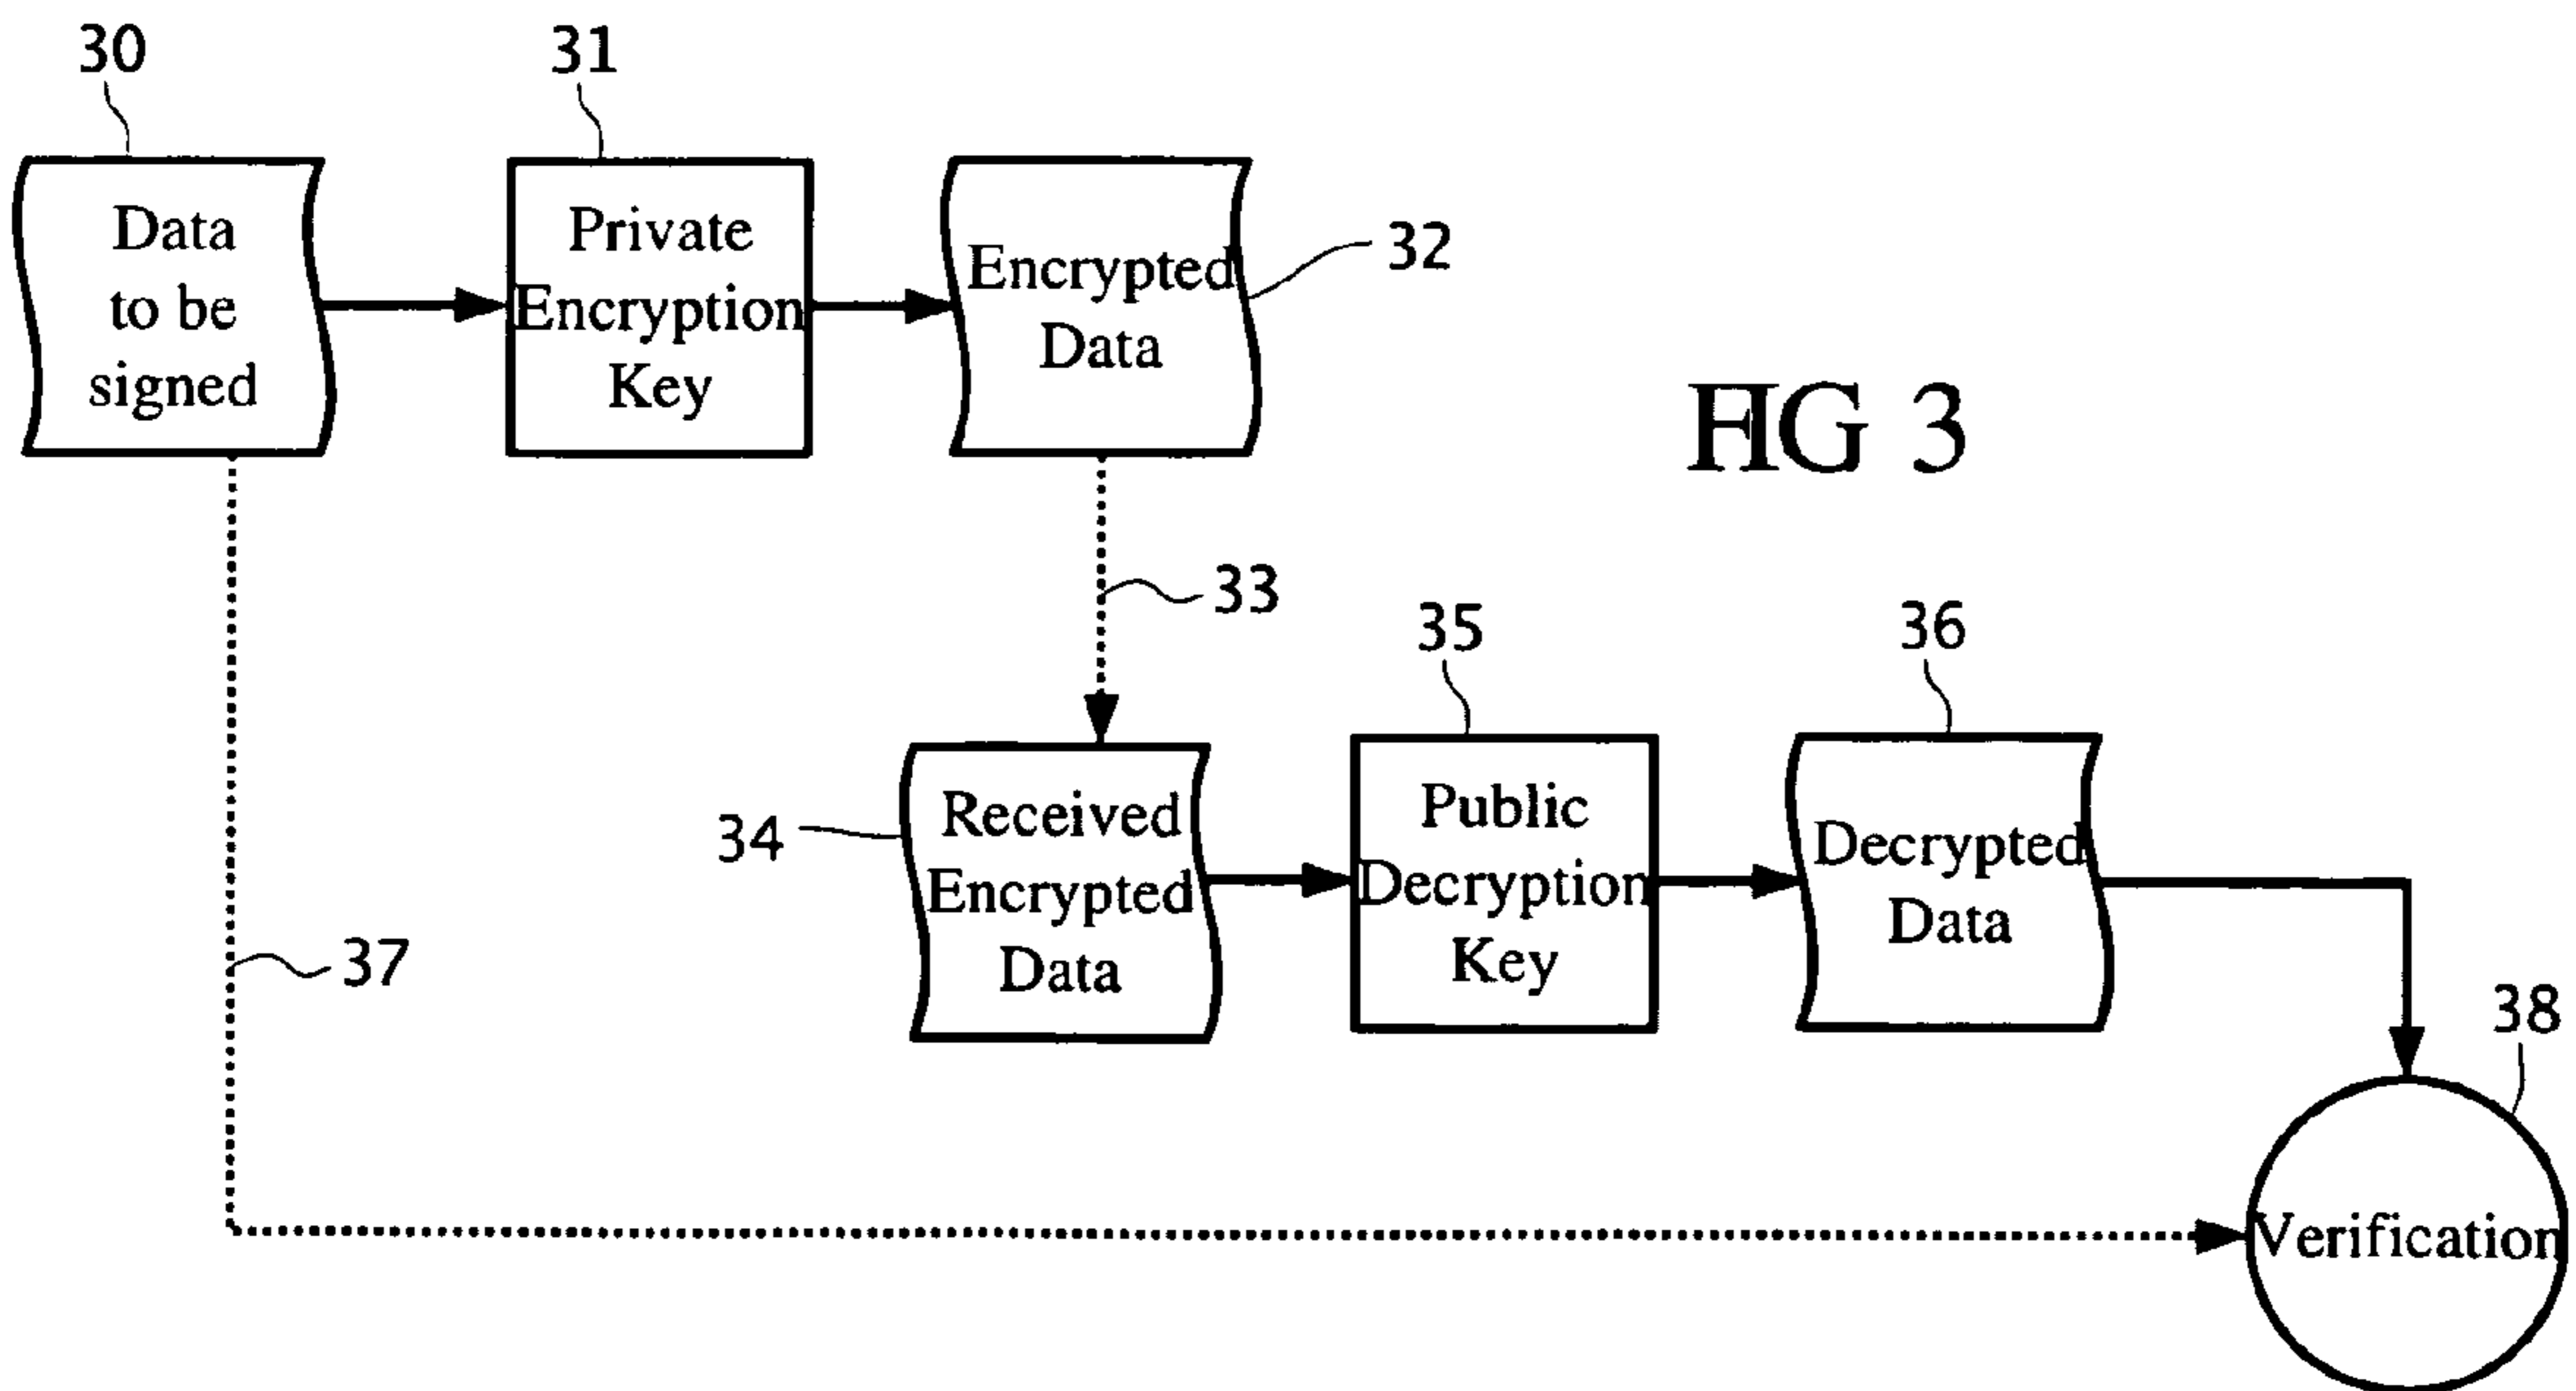 30
31
Data
to be
signed
Private
Encryption
Key
Encrypted
Data
32
FIG 3
33
35
36
34
Received
Encrypted
Data
Public
Decryption
Key
Decrypted
Data
37
38
Verification